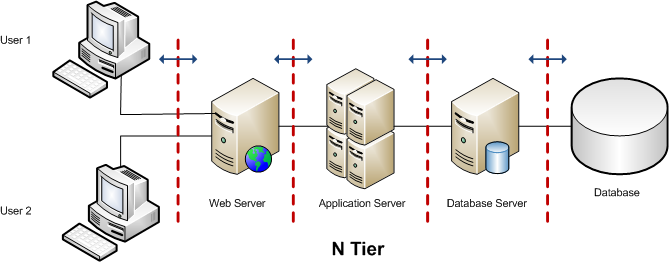 User 1
User 2
Web Server
Application Server
Database Server
Database
N Tier